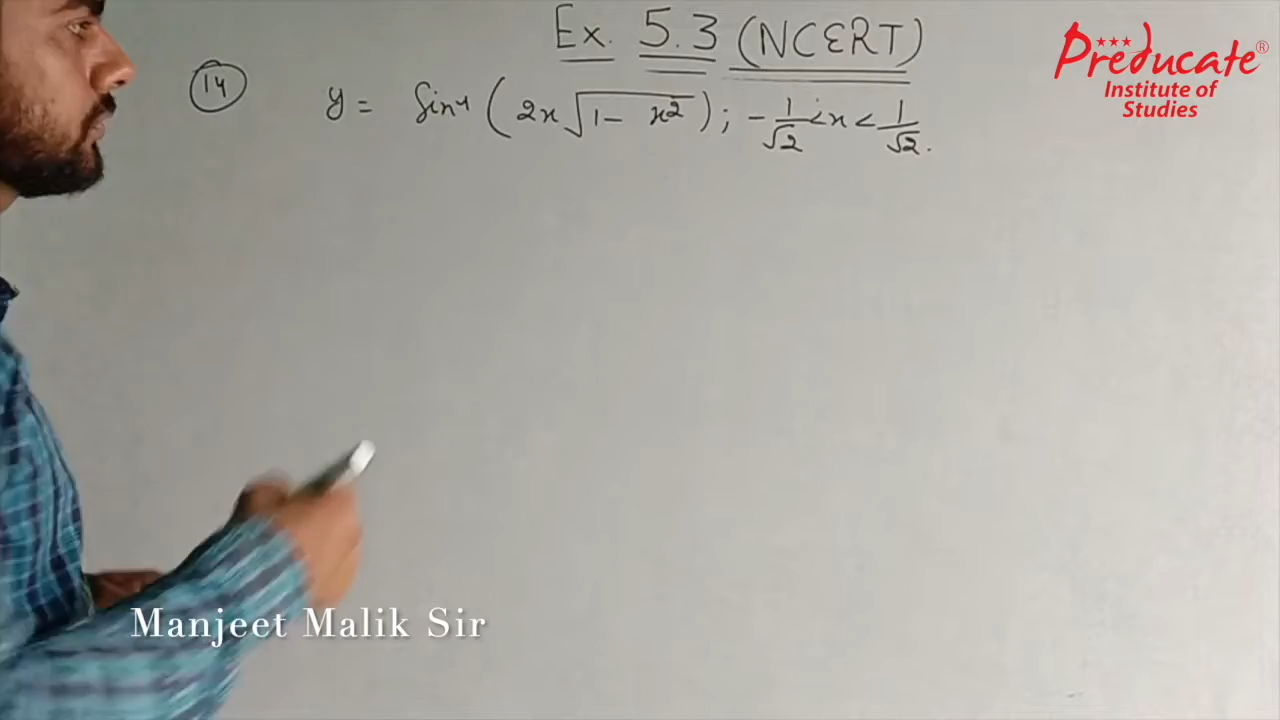 Ex. 5.3 (NCERT)
Preducate®
Institute of
Studies
14 y = Sin⁻¹ (2x√1 - x²) ; -1/√2 < x < 1/√2.
Manjeet Malik Sir